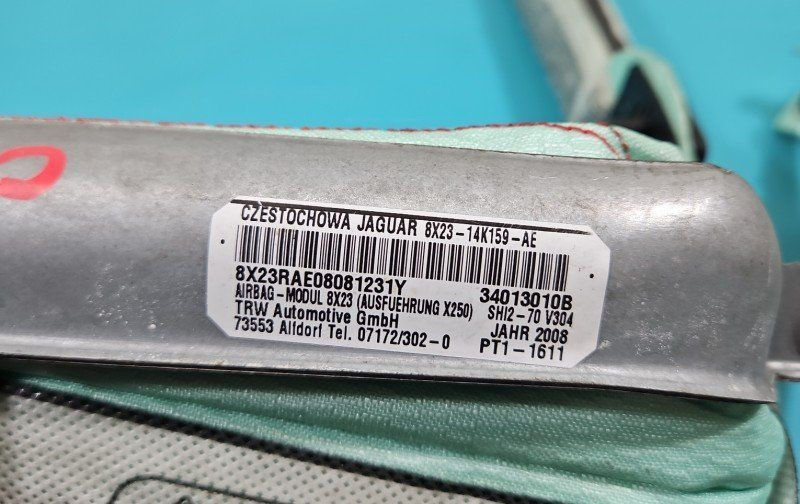 CZESTOCHOWA JAGUAR 8X23-14K159-AE
8X23RAE08081231Y
34013010B
AIRBAG-MODUL 8X23 (AUSFUEHRUNG X250)
SHI2-70 V304
TRW Automotive GmbH
JAHR 2008
73553 Alfdorf Tel. 07172/302-0
PT1-1611